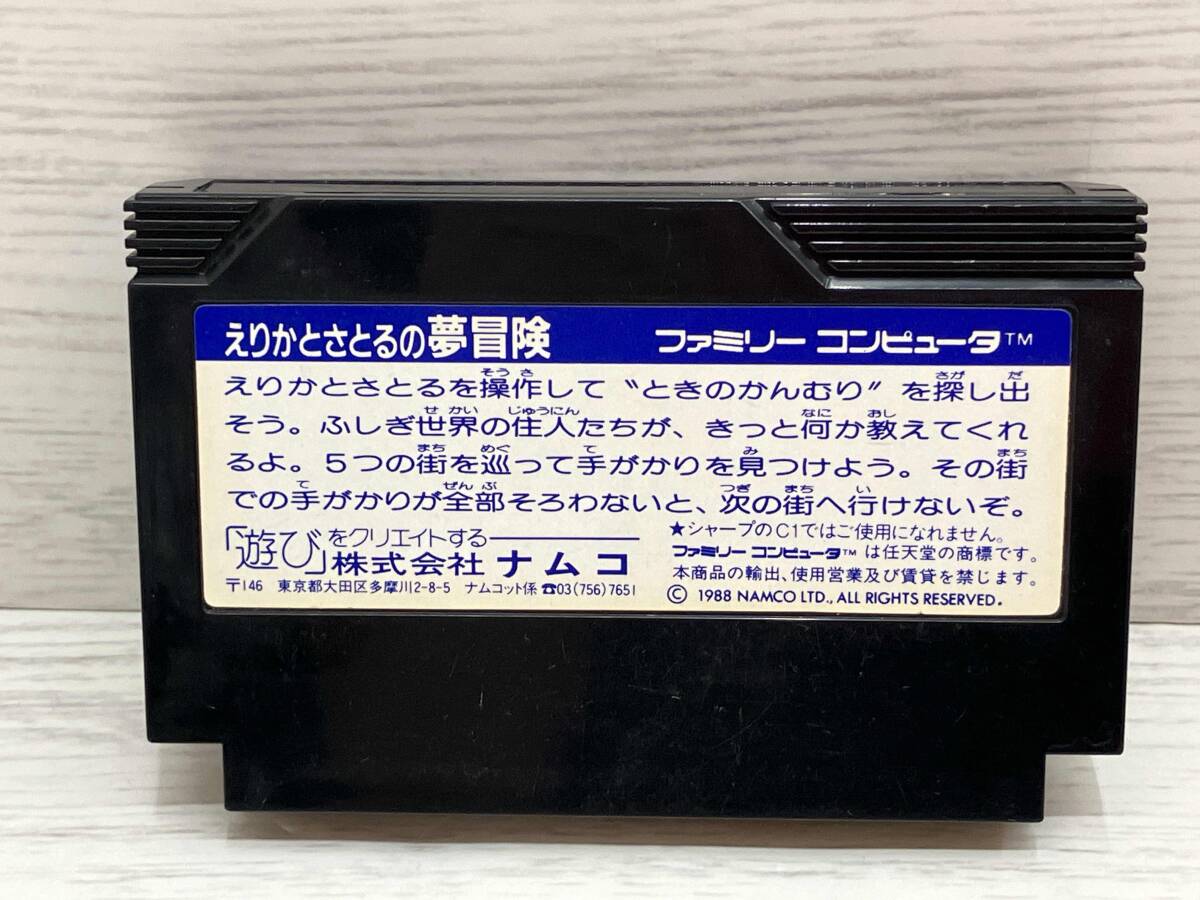 えりかとさとるの夢冒険 ファミリー コンピュータ™
えりかとさとるを操作して〝ときのかんむり〟を探し出
そう。ふしぎ世界の住人たちが、きっと何か教えてくれ
るよ。5つの街を巡って手がかりを見つけよう。その街
での手がかりが全部そろわないと、次の街へ行けないぞ。
「遊び」をクリエイトする
株式会社 ナムコ
〒146 東京都大田区多摩川2-8-5 ナムコット係 ☎03(756)7651
★シャープのC1ではご使用になれません。
ファミリー コンピュータ™ は任天堂の商標です。
本商品の輸出、使用営業及び賃貸を禁じます。
© 1988 NAMCO LTD., ALL RIGHTS RESERVED.